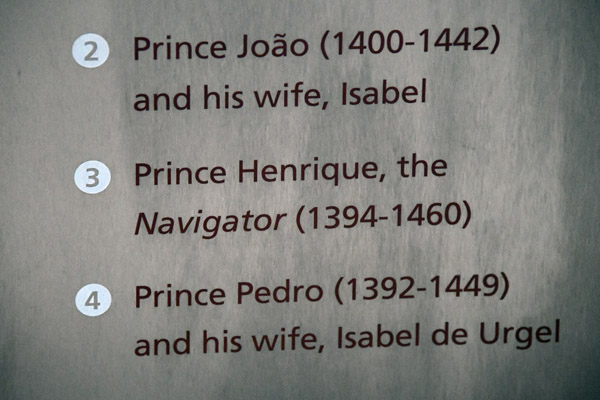 2 Prince João (1400-1442)
and his wife, Isabel
3 Prince Henrique, the
Navigator (1394-1460)
4 Prince Pedro (1392-1449)
and his wife, Isabel de Urgel